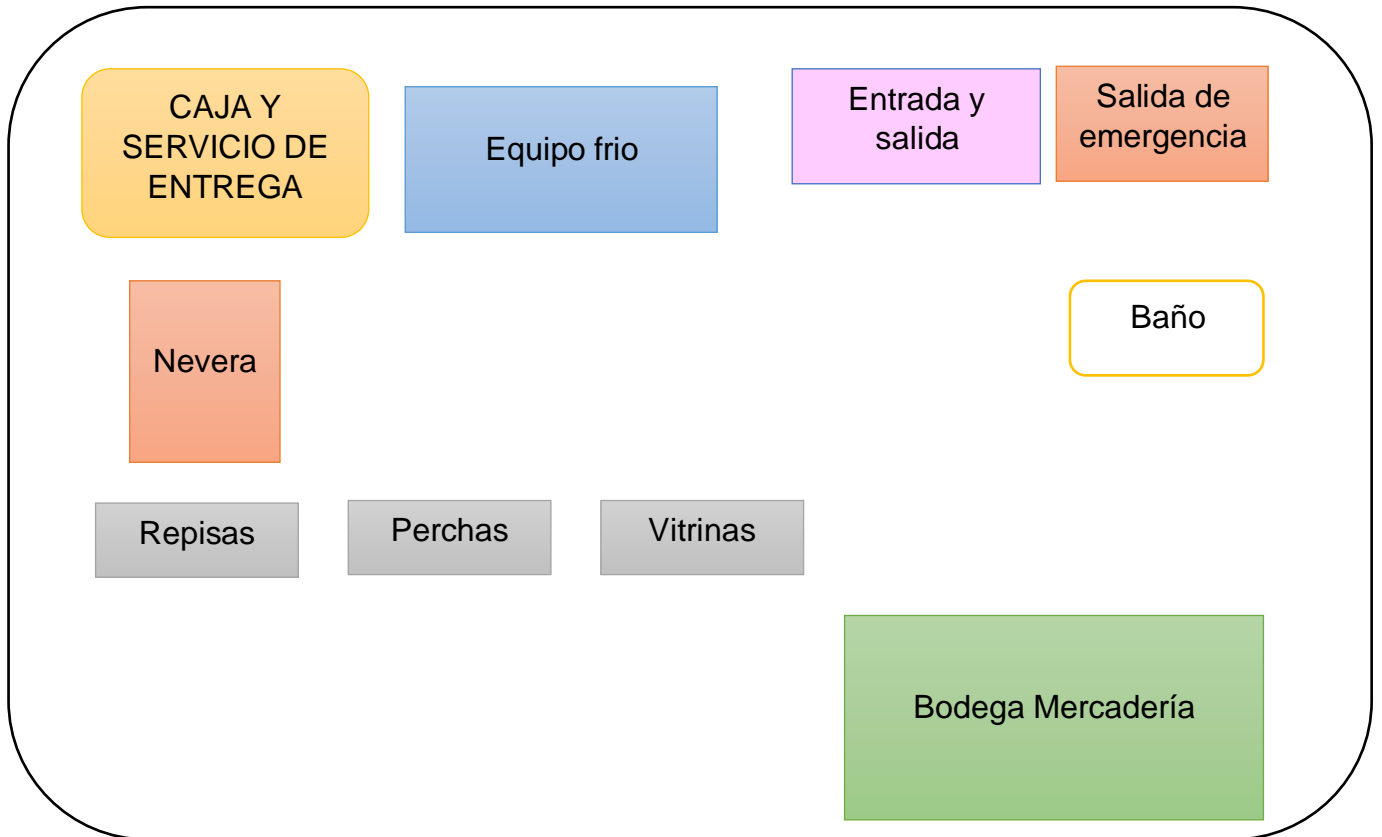 CAJA Y
SERVICIO DE
ENTREGA
Equipo frio
Entrada y
salida
Salida de
emergencia
Nevera
Baño
Repisas
Perchas
Vitrinas
Bodega Mercadería